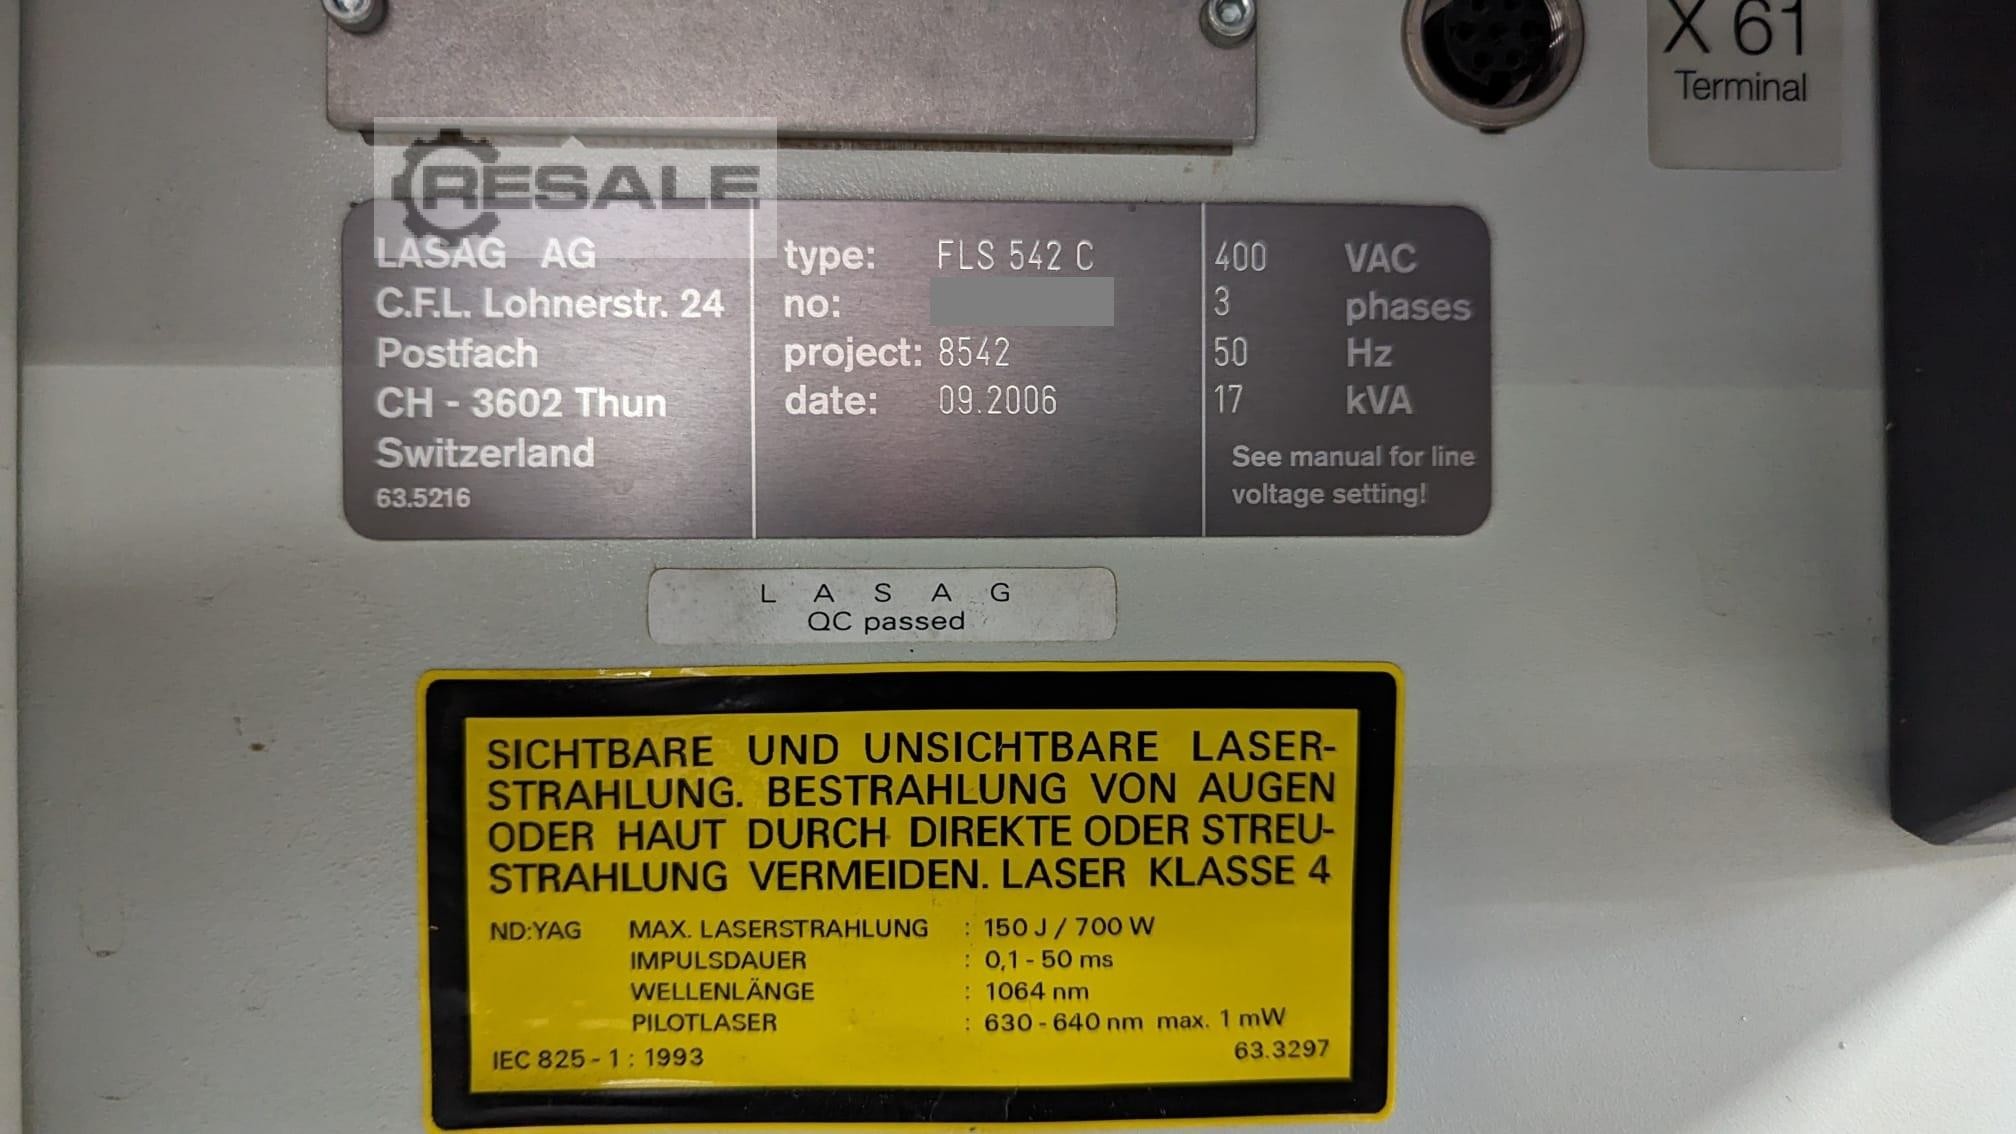 X 61
Terminal
RESALE
LASAG AG
C.F.L. Lohnerstr. 24
Postfach
CH - 3602 Thun
Switzerland
63.5216
type: FLS 542 C
no:
project: 8542
date: 09.2006
400 VAC
3 phases
50 Hz
17 kVA
See manual for line
voltage setting!
L A S A G
QC passed
SICHTBARE UND UNSICHTBARE LASER-
STRAHLUNG. BESTRAHLUNG VON AUGEN
ODER HAUT DURCH DIREKTE ODER STREU-
STRAHLUNG VERMEIDEN. LASER KLASSE 4
ND:YAG MAX. LASERSTRAHLUNG : 150 J / 700 W
IMPULSDAUER : 0,1 - 50 ms
WELLENLÄNGE : 1064 nm
PILOTLASER : 630 - 640 nm max. 1 mW
IEC 825 - 1 : 1993 63.3297